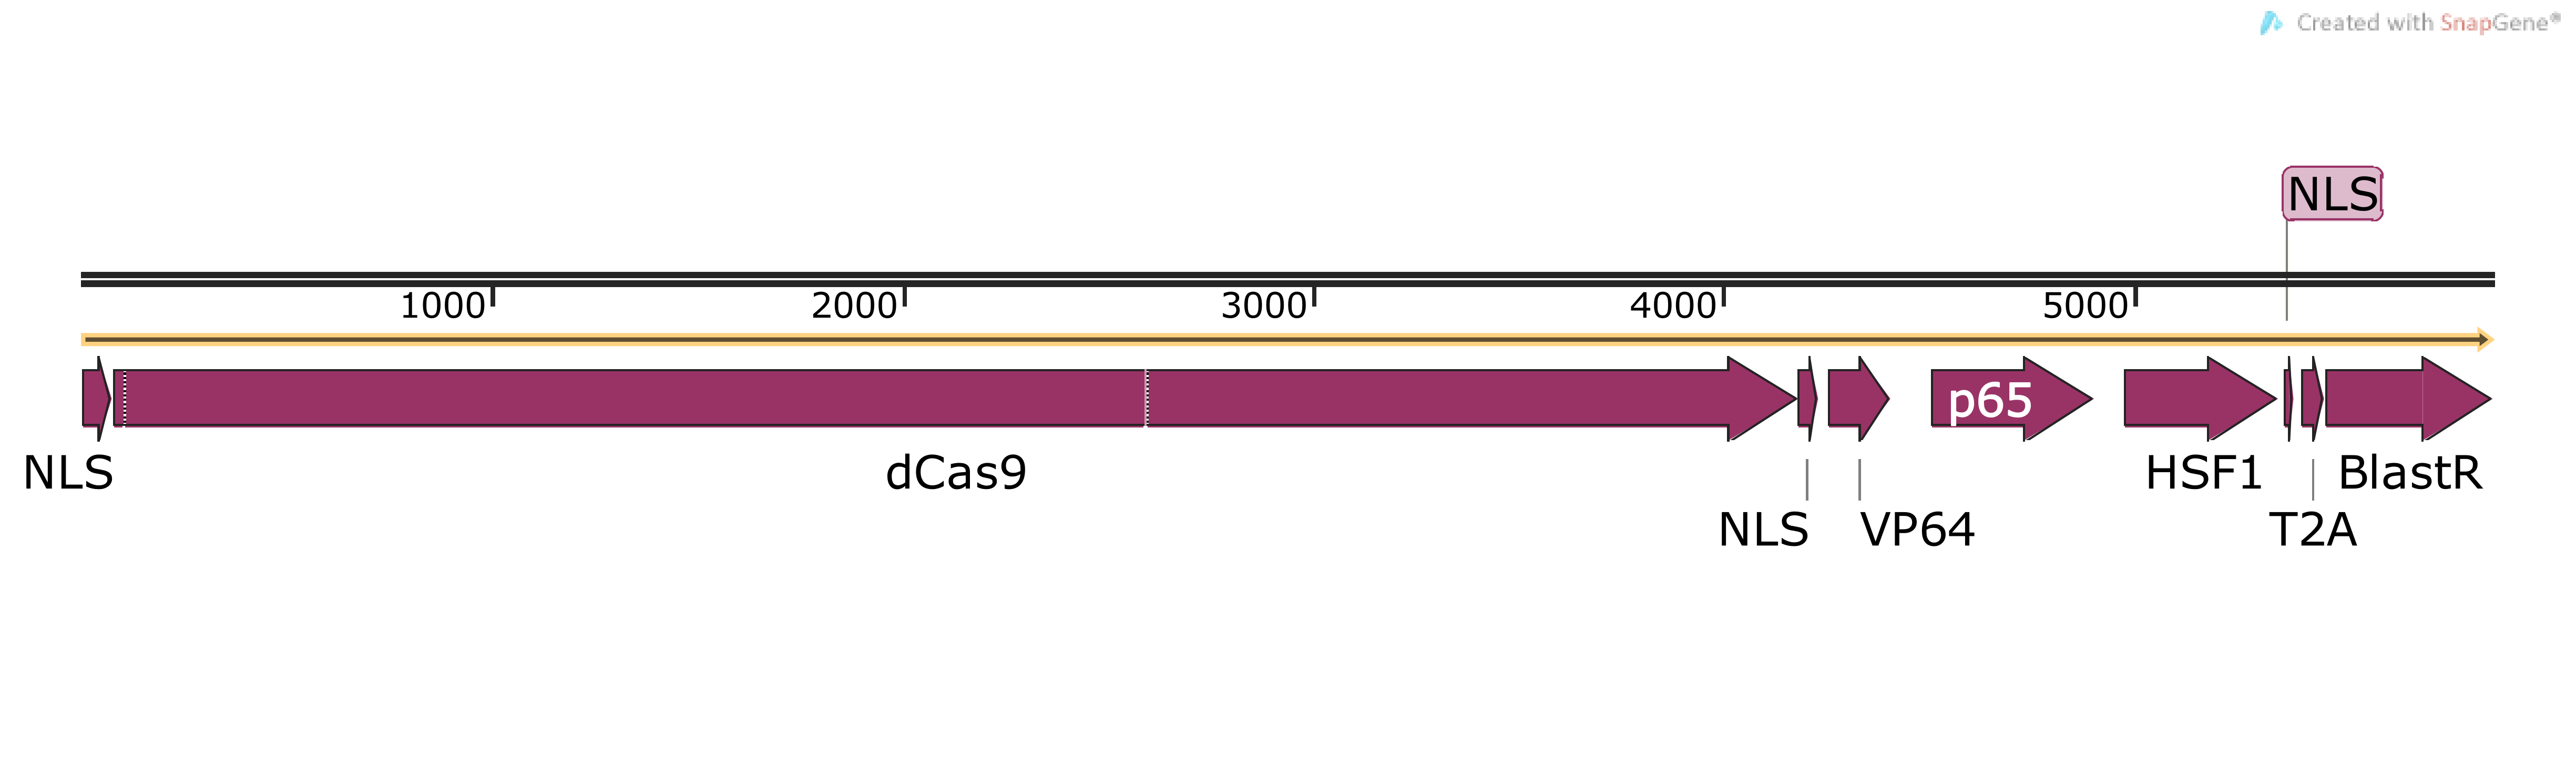 Created with SnapGene®
NLS
1000 2000 3000 4000 5000
p65
NLS dCas9 HSF1 BlastR
NLS VP64 T2A